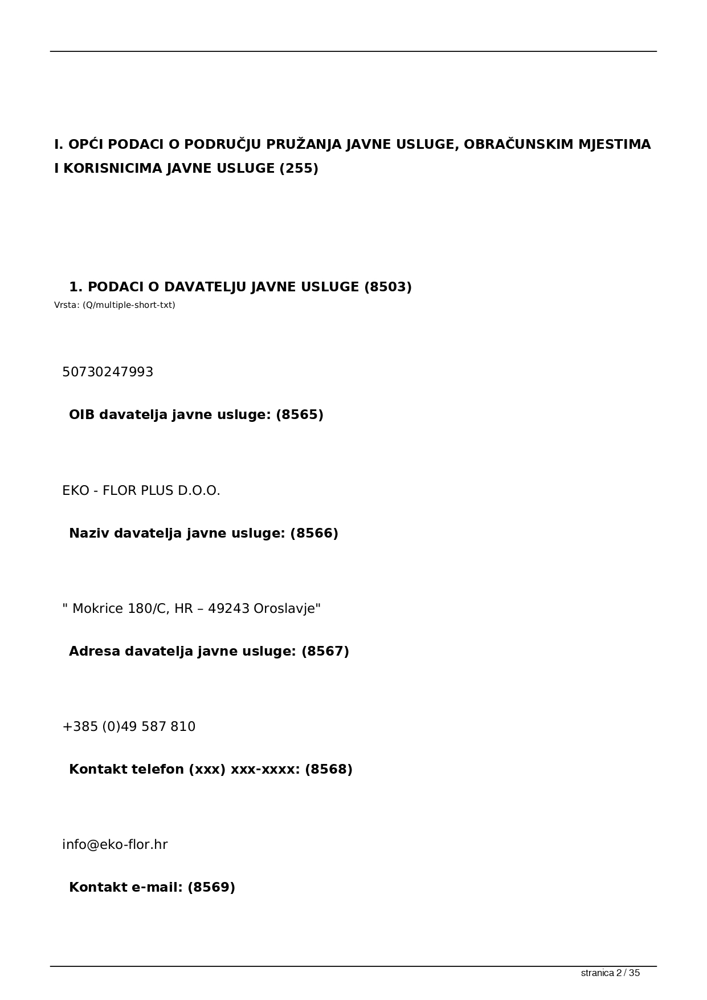 I. OPĆI PODACI O PODRUČJU PRUŽANJA JAVNE USLUGE, OBRAČUNSKIM MJESTIMA
I KORISNICIMA JAVNE USLUGE (255)
1. PODACI O DAVATELJU JAVNE USLUGE (8503)
Vrsta: (Q/multiple-short-txt)
50730247993
OIB davatelja javne usluge: (8565)
EKO - FLOR PLUS D.O.O.
Naziv davatelja javne usluge: (8566)
" Mokrice 180/C, HR – 49243 Oroslavje"
Adresa davatelja javne usluge: (8567)
+385 (0)49 587 810
Kontakt telefon (xxx) xxx-xxxx: (8568)
info@eko-flor.hr
Kontakt e-mail: (8569)
stranica 2 / 35